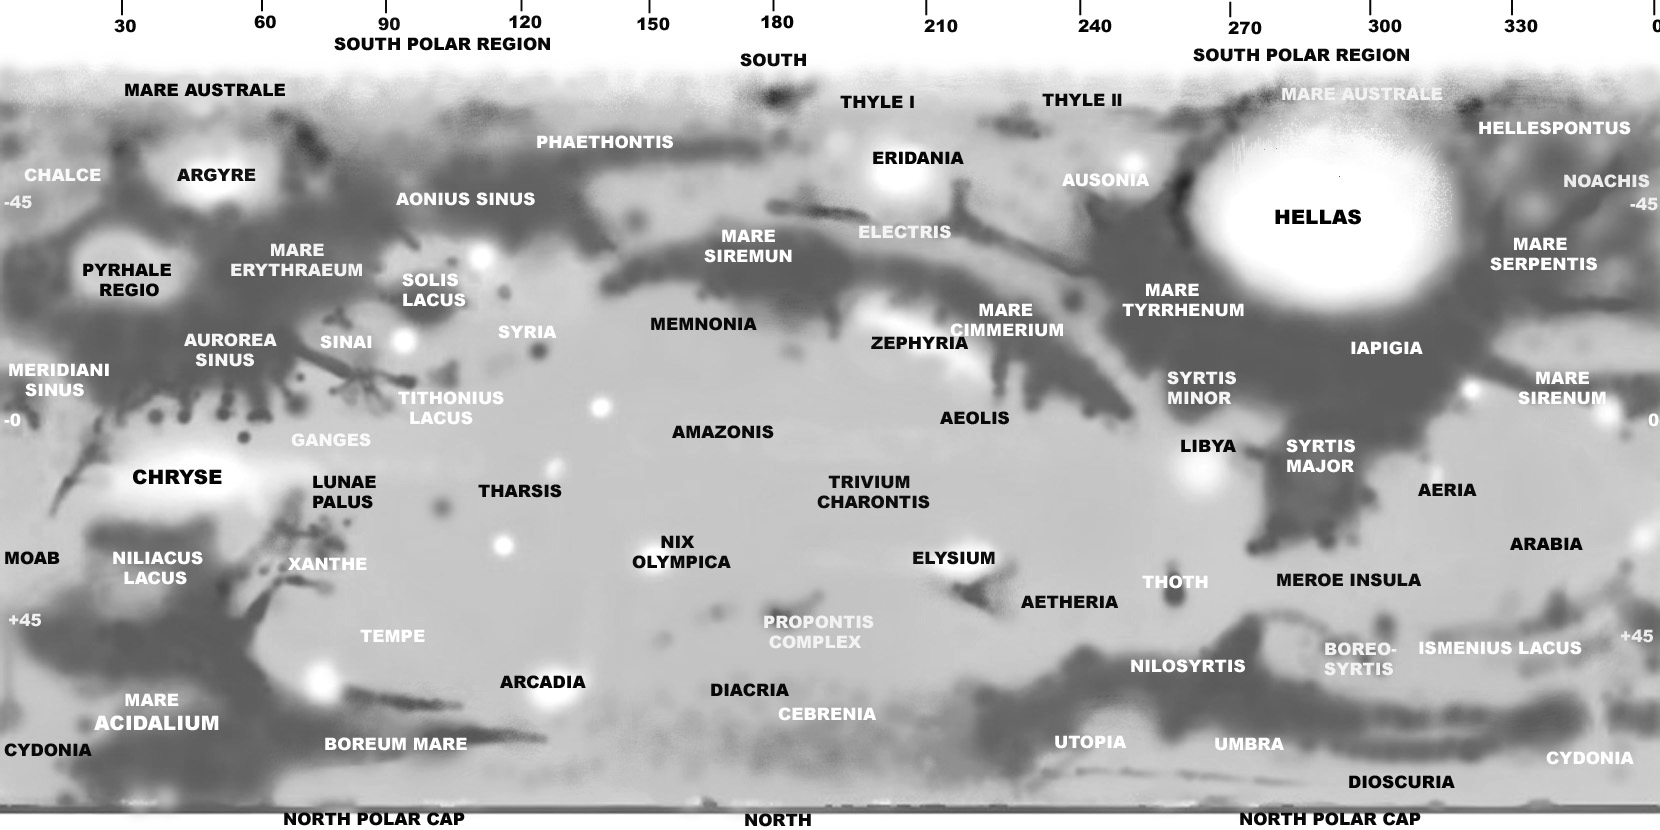 30 60 90 120 150 180 210 240 270 300 330 0
SOUTH POLAR REGION
SOUTH
SOUTH POLAR REGION
MARE AUSTRALE
THYLE I
THYLE II
MARE AUSTRALE
PHAETHONTIS
HELLESPONTUS
ERIDANIA
CHALCE
ARGYRE
AUSONIA
NOACHIS
-45
AONIUS SINUS
-45
HELLAS
ELECTRIS
MARE
SIREMUN
MARE
ERYTHRAEUM
MARE
SERPENTIS
PYRHALE
REGIO
SOLIS
LACUS
MARE
TYRRHENUM
MARE
CIMMERIUM
MEMNONIA
SYRIA
ZEPHYRIA
AUROREA
SINUS
SINAI
IAPIGIA
MERIDIANI
SINUS
SYRTIS
MINOR
MARE
SIRENUM
TITHONIUS
LACUS
-0
AEOLIS
0
AMAZONIS
GANGES
LIBYA
SYRTIS
MAJOR
CHRYSE
LUNAE
PALUS
THARSIS
TRIVIUM
CHARONTIS
AERIA
NIX
OLYMPICA
ARABIA
MOAB
NILIACUS
LACUS
XANTHE
ELYSIUM
THOTH
MEROE INSULA
AETHERIA
+45
PROPONTIS
COMPLEX
TEMPE
+45
BOREO-
SYRTIS
ISMENIUS LACUS
NILOSYRTIS
ARCADIA
DIACRIA
MARE
ACIDALIUM
CEBRENIA
CYDONIA
BOREUM MARE
UTOPIA
UMBRA
CYDONIA
DIOSCURIA
NORTH POLAR CAP
NORTH
NORTH POLAR CAP